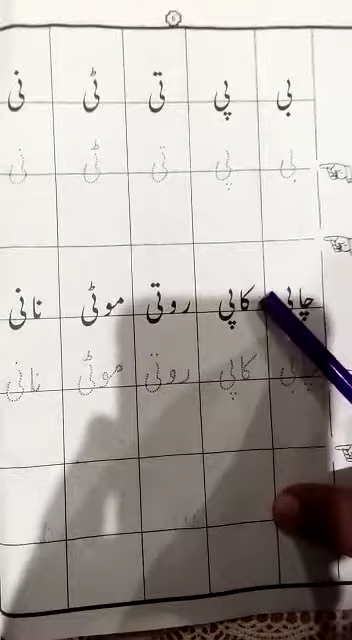 بی پی تی ٹی نی
بی پی تی ٹی نی
چابی کاپی روتی موٹی نانی
کاپی روتی موٹی نانی